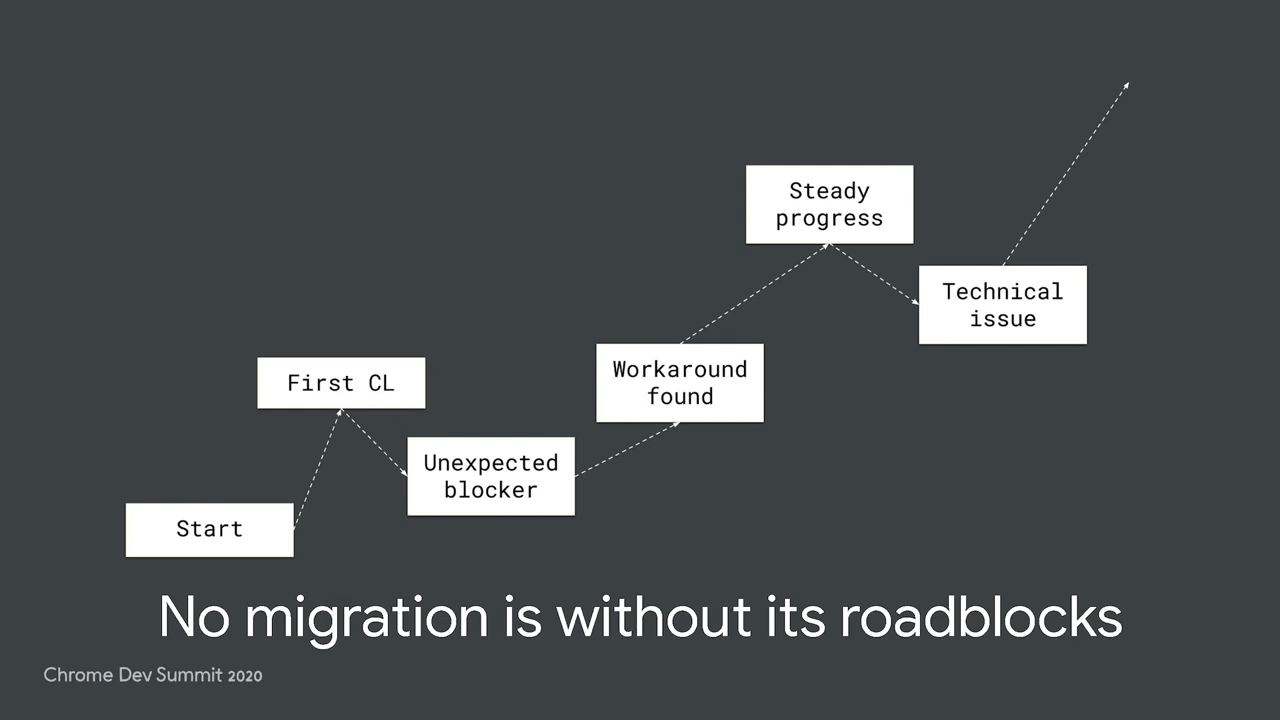 Steady
progress
Technical
issue
Workaround
found
First CL
Unexpected
blocker
Start
No migration is without its roadblocks
Chrome Dev Summit 2020